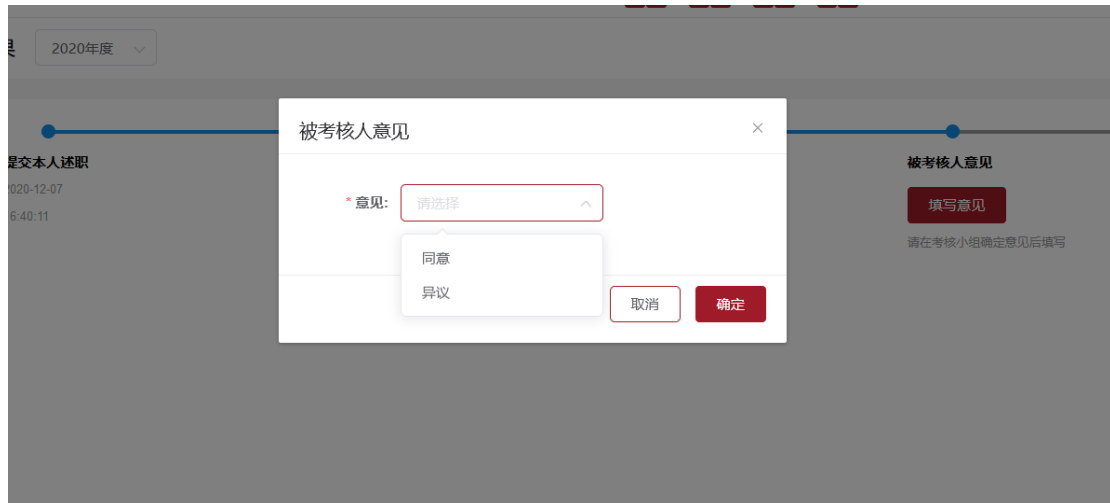 2020年度
被考核人意见
提交本人述职
2020-12-07
6:40:11
* 意见:
请选择
同意
异议
取消
确定
被考核人意见
填写意见
请在考核小组确定意见后填写